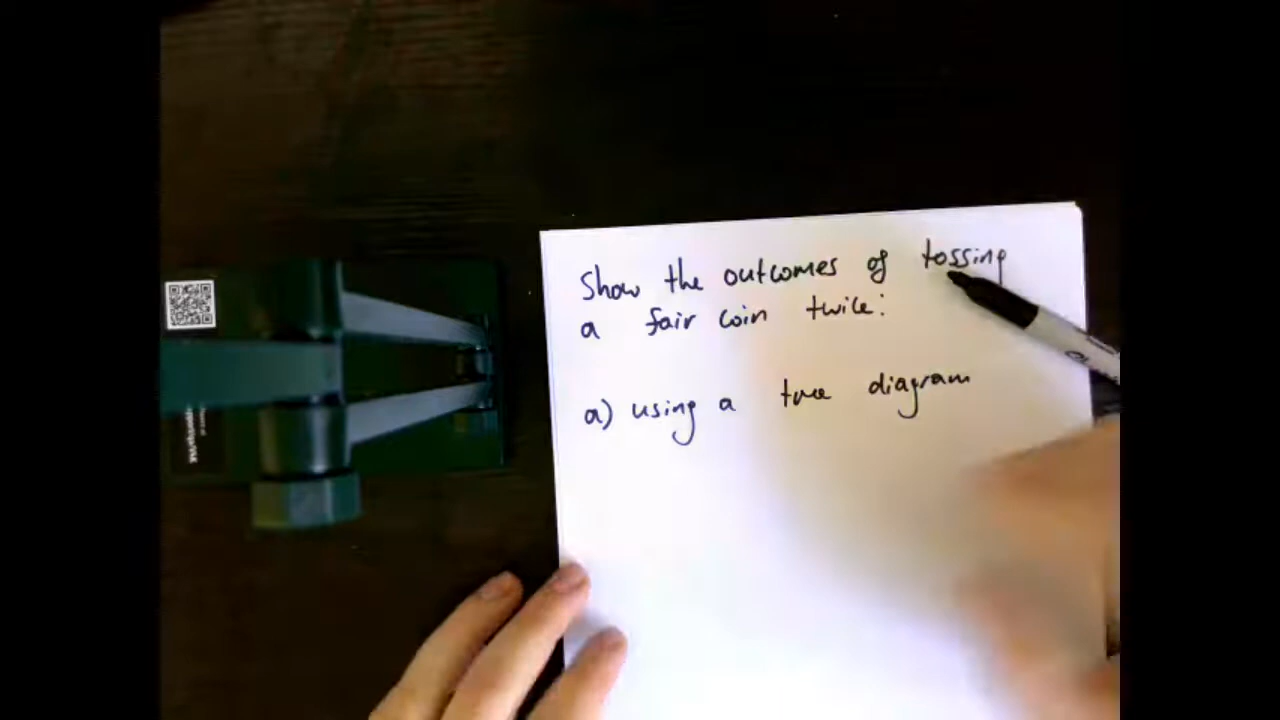 Show the outcomes of tossing
a fair coin twice:
a) using a tree diagram